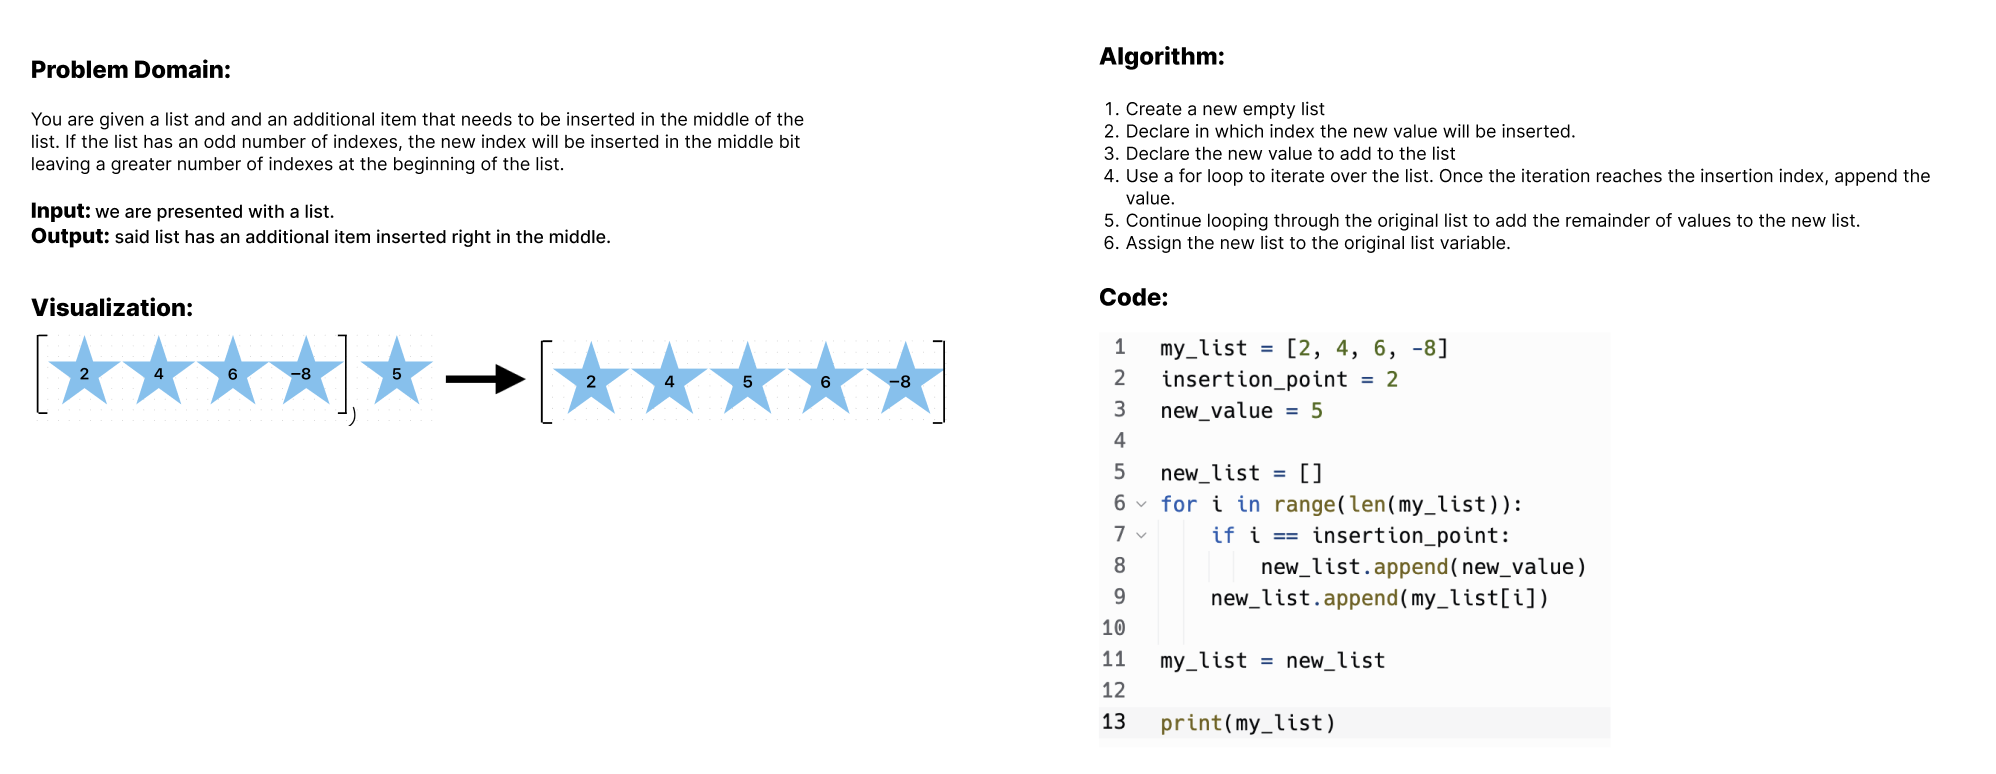 Problem Domain:
You are given a list and and an additional item that needs to be inserted in the middle of the
list. If the list has an odd number of indexes, the new index will be inserted in the middle bit
leaving a greater number of indexes at the beginning of the list.
Input: we are presented with a list.
Output: said list has an additional item inserted right in the middle.
Visualization:
[ 2 4 6 -8 ] , 5 [ 2 4 5 6 -8 ]
Algorithm:
1. Create a new empty list
2. Declare in which index the new value will be inserted.
3. Declare the new value to add to the list
4. Use a for loop to iterate over the list. Once the iteration reaches the insertion index, append the
value.
5. Continue looping through the original list to add the remainder of values to the new list.
6. Assign the new list to the original list variable.
Code:
1 my_list = [2, 4, 6, -8]
2 insertion_point = 2
3 new_value = 5
4
5 new_list = []
6 for i in range(len(my_list)):
7 if i == insertion_point:
8 new_list.append(new_value)
9 new_list.append(my_list[i])
10
11 my_list = new_list
12
13 print(my_list)